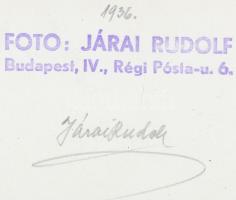 1936.
FOTO: JÁRAI RUDOLF
Budapest, IV., Régi Pósta-u. 6.
Járai Rudolf